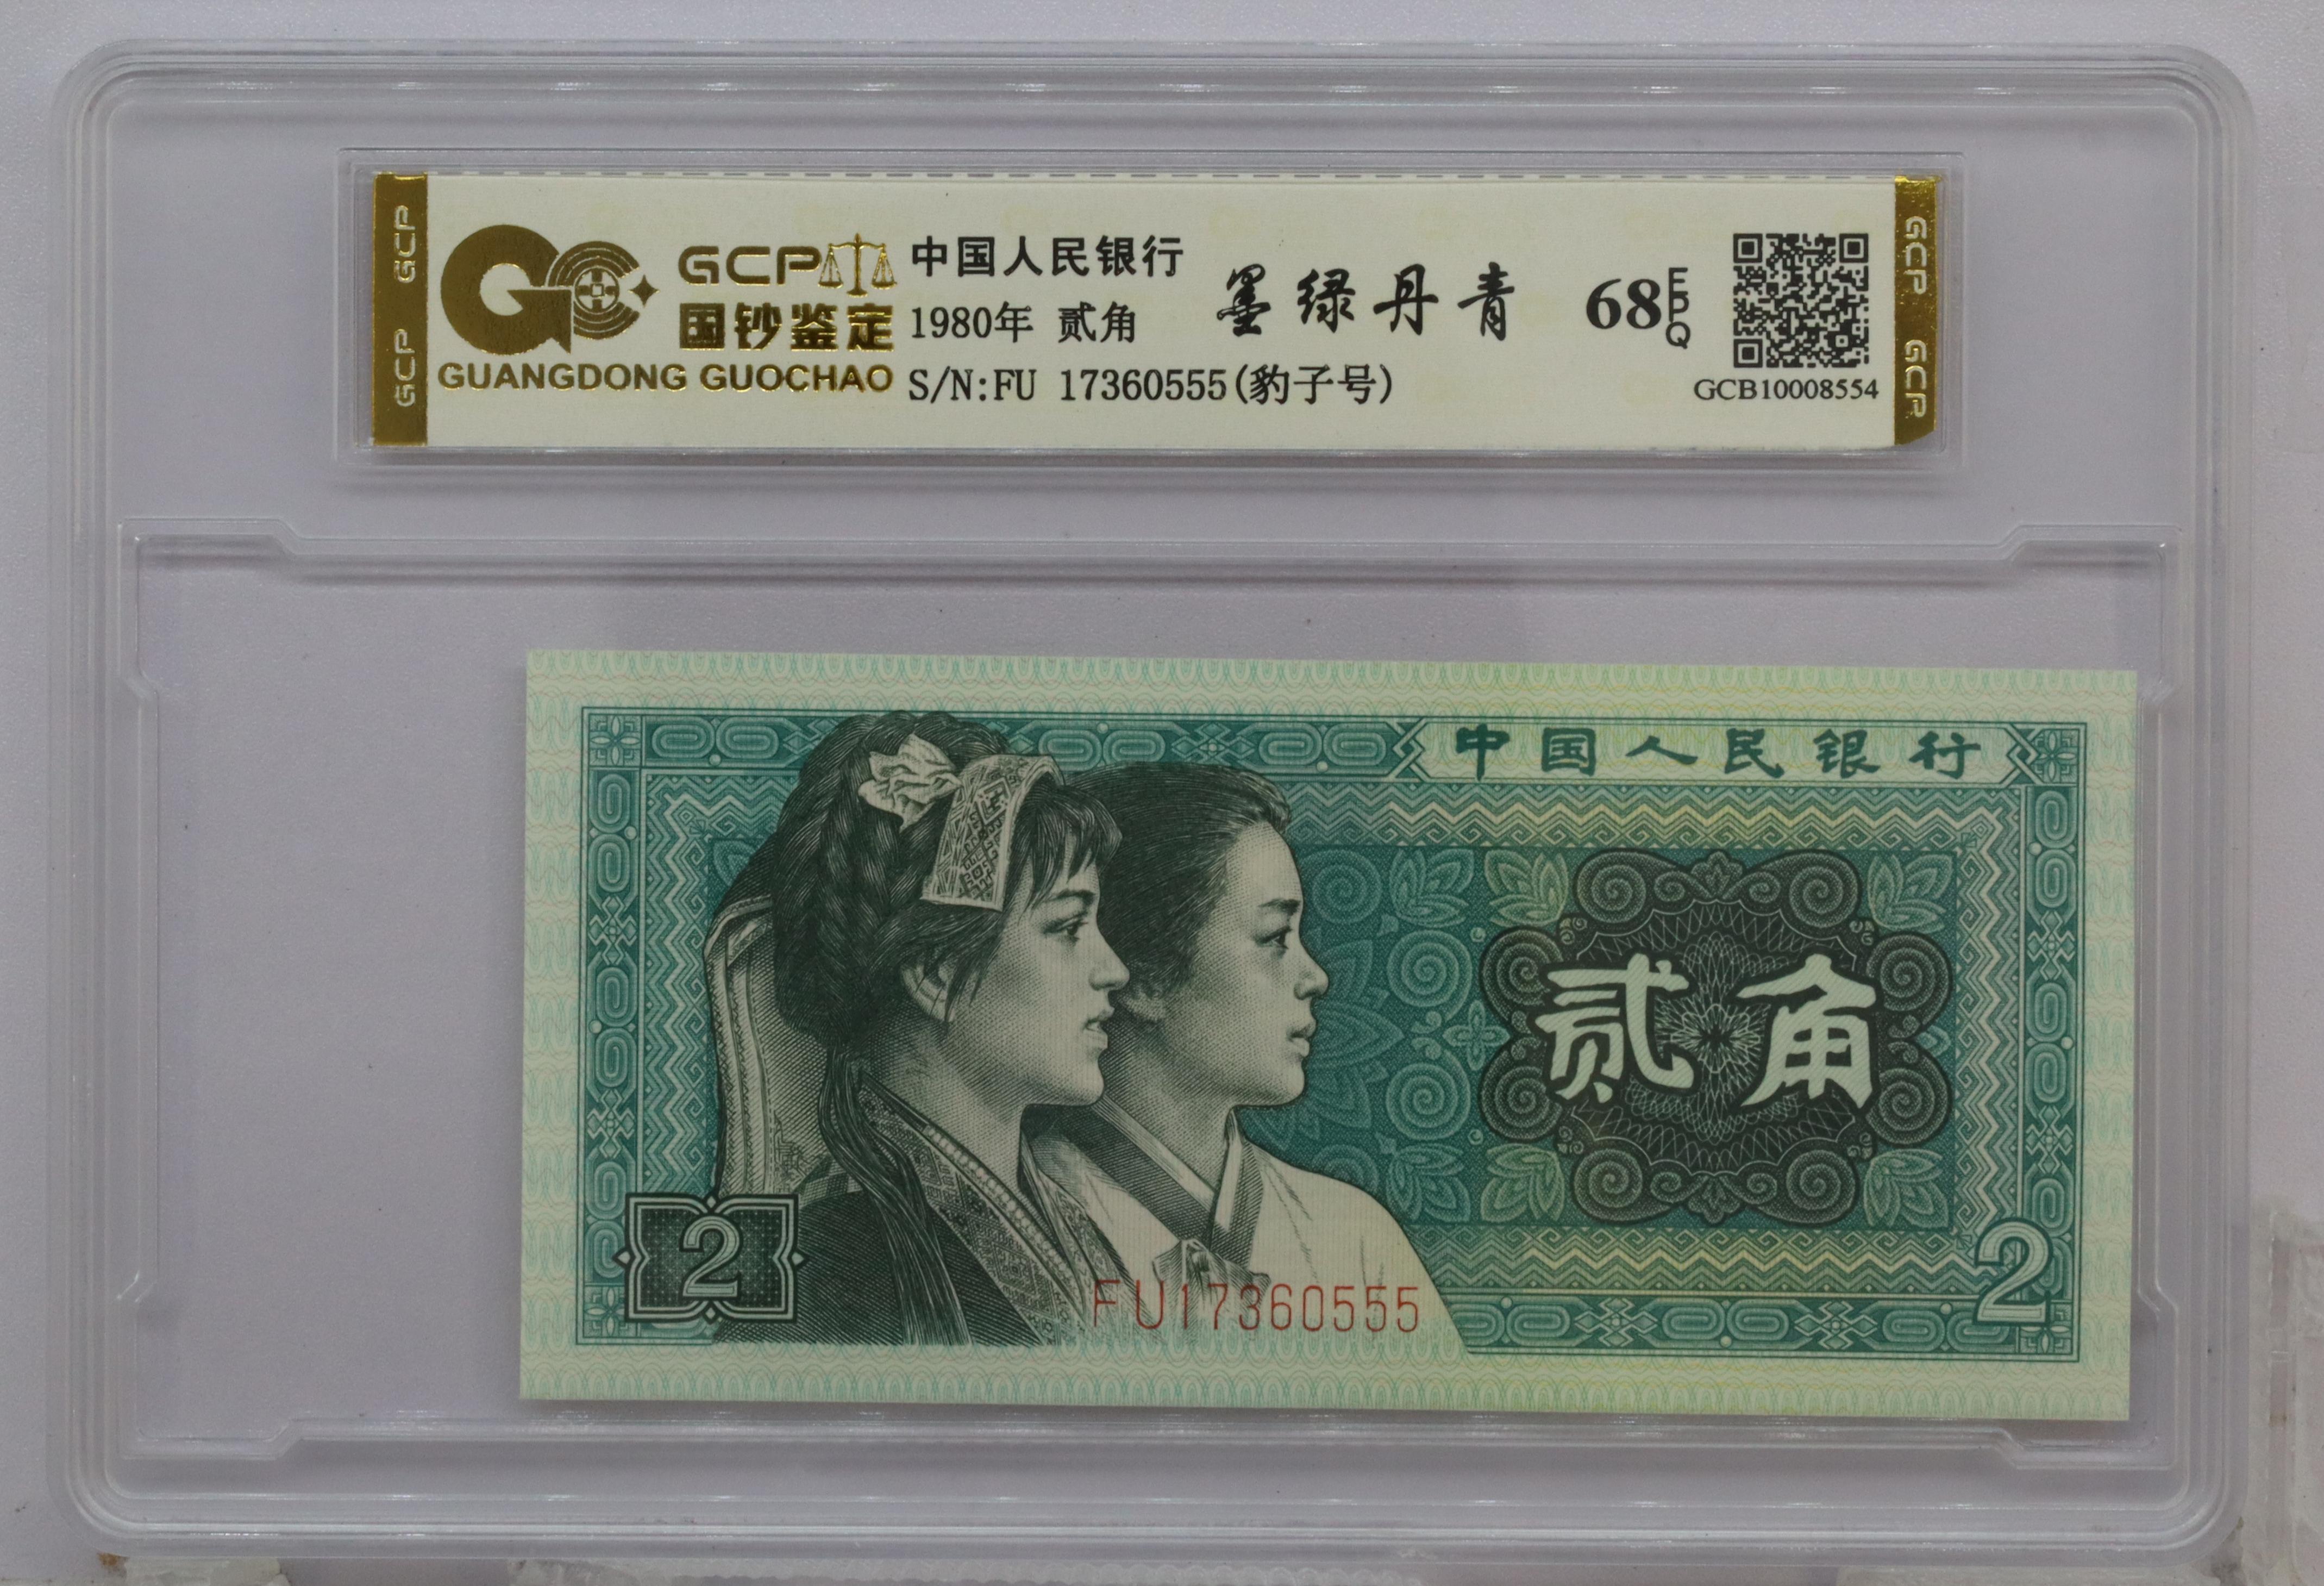 GCP GCP
GCP
国钞鉴定
GUANGDONG GUOCHAO
中国人民银行
1980年 贰角
S/N:FU 17360555(豹子号)
墨绿丹青
68 EPQ
GCB10008554
GCP GCP
中国人民银行
贰角
2
FU17360555
2